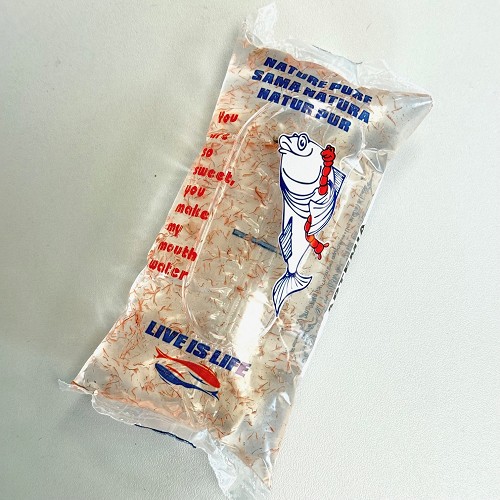 NATURE PURE
SAMA NATURA
NATUR PUR
You
are
so
sweet,
you
make
my
mouth
water
LIVE IS LIFE